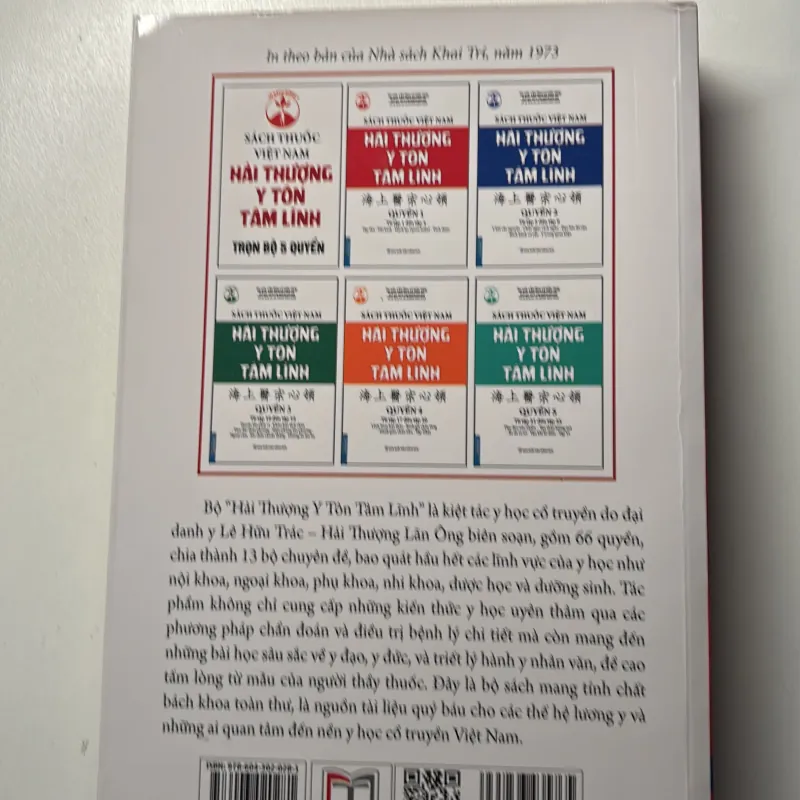 In theo bản của Nhà sách Khai Trí, năm 1973
SÁCH THUỐC
VIỆT NAM
HẢI THƯỢNG
Y TÔN
TÂM LĨNH
TRỌN BỘ 5 QUYỂN
SÁCH THUỐC VIỆT NAM
HẢI THƯỢNG
Y TÔN
TÂM LĨNH
海上醫宗心領
QUYỂN 1
SÁCH THUỐC VIỆT NAM
HẢI THƯỢNG
Y TÔN
TÂM LĨNH
海上醫宗心領
QUYỂN 2
SÁCH THUỐC VIỆT NAM
HẢI THƯỢNG
Y TÔN
TÂM LĨNH
海上醫宗心領
QUYỂN 3
SÁCH THUỐC VIỆT NAM
HẢI THƯỢNG
Y TÔN
TÂM LĨNH
海上醫宗心領
QUYỂN 4
SÁCH THUỐC VIỆT NAM
HẢI THƯỢNG
Y TÔN
TÂM LĨNH
海上醫宗心領
QUYỂN 5
Bộ "Hải Thượng Y Tôn Tâm Lĩnh" là kiệt tác y học cổ truyền do đại
danh y Lê Hữu Trác – Hải Thượng Lãn Ông biên soạn, gồm 66 quyển,
chia thành 13 bộ chuyên đề, bao quát hầu hết các lĩnh vực của y học như
nội khoa, ngoại khoa, phụ khoa, nhi khoa, dược học và dưỡng sinh. Tác
phẩm không chỉ cung cấp những kiến thức y học uyên thâm qua các
phương pháp chẩn đoán và điều trị bệnh lý chi tiết mà còn mang đến
những bài học sâu sắc về y đạo, y đức, và triết lý hành y nhân văn, đề cao
tấm lòng từ mẫu của người thầy thuốc. Đây là bộ sách mang tính chất
bách khoa toàn thư, là nguồn tài liệu quý báu cho các thế hệ lương y và
những ai quan tâm đến nền y học cổ truyền Việt Nam.